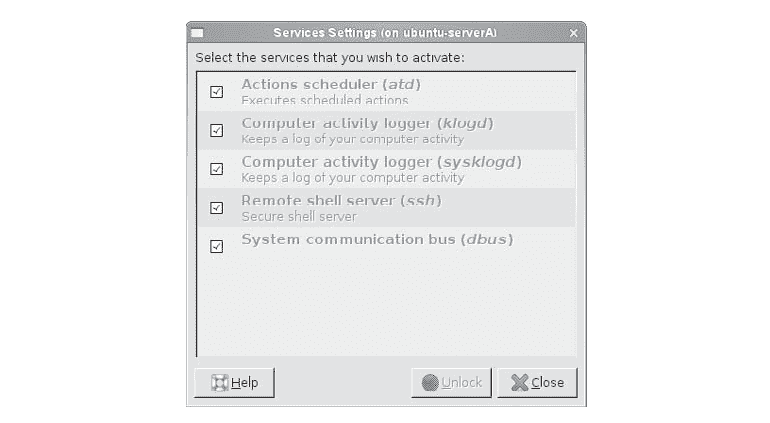 Services Settings (on ubuntu-serverA)
Select the services that you wish to activate:
Actions scheduler (atd)
Executes scheduled actions
Computer activity logger (klogd)
Keeps a log of your computer activity
Computer activity logger (sysklogd)
Keeps a log of your computer activity
Remote shell server (ssh)
Secure shell server
System communication bus (dbus)
Help
Unlock
Close